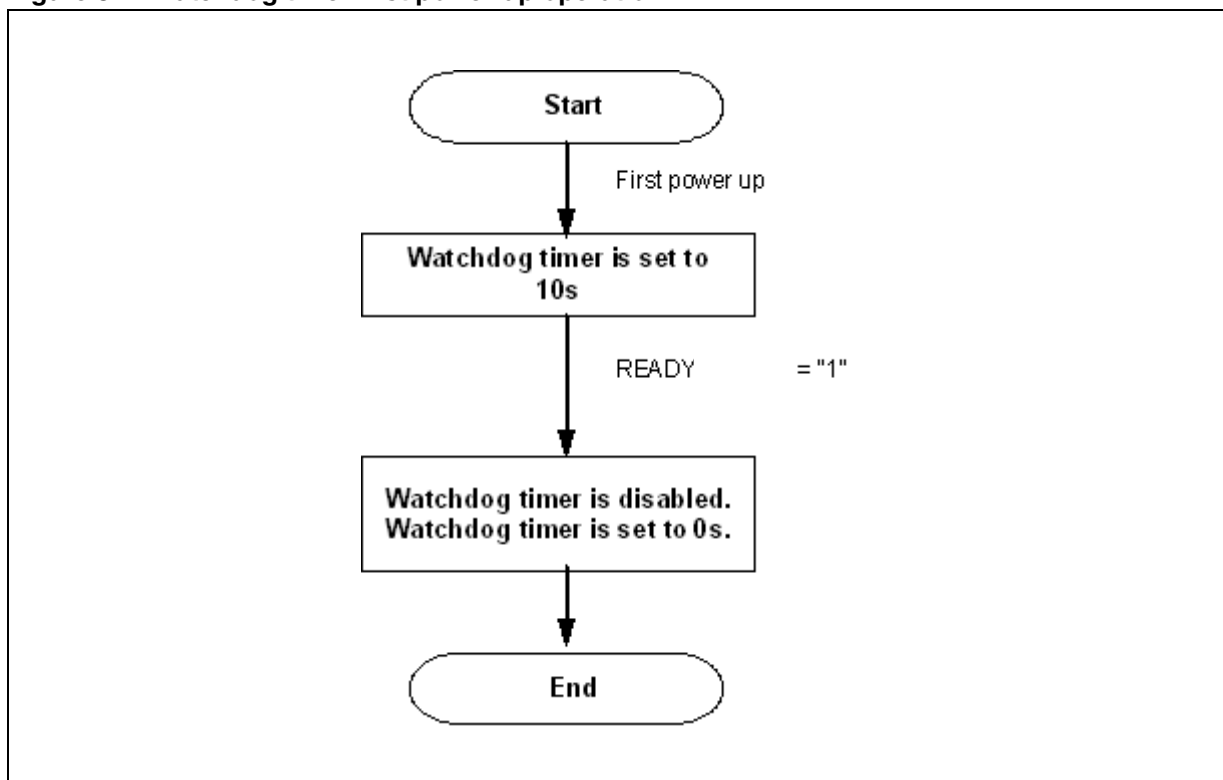 Start
First power up
Watchdog timer is set to
10s
READY = "1"
Watchdog timer is disabled.
Watchdog timer is set to 0s.
End